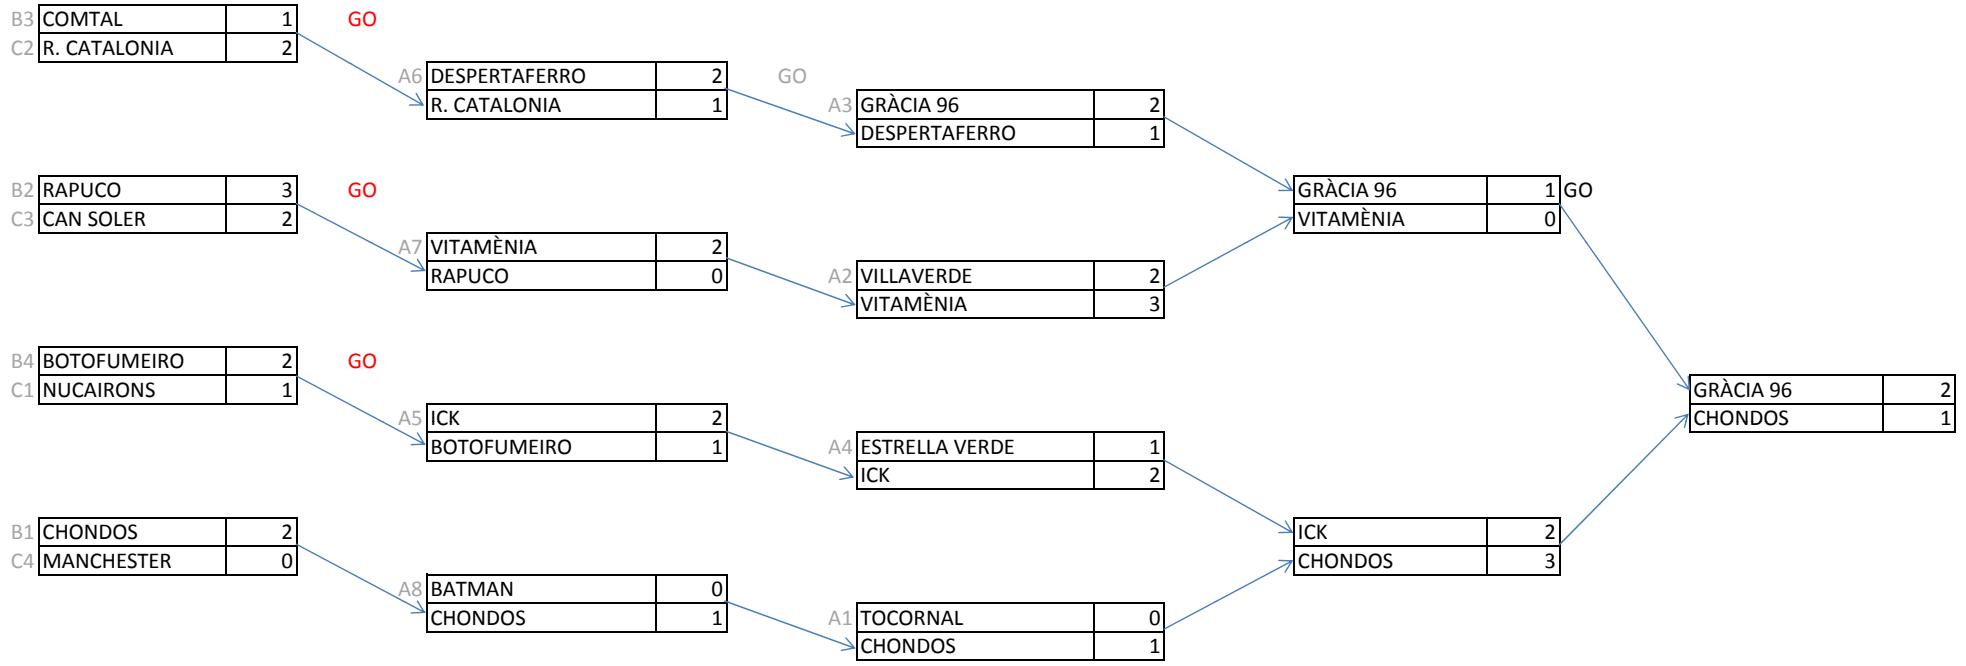 B3 COMTAL 1 GO
C2 R. CATALONIA 2
A6 DESPERTAFERRO 2 GO
R. CATALONIA 1
A3 GRÀCIA 96 2
DESPERTAFERRO 1
B2 RAPUCO 3 GO
C3 CAN SOLER 2
GRÀCIA 96 1 GO
VITAMÈNIA 0
A7 VITAMÈNIA 2
RAPUCO 0
A2 VILLAVERDE 2
VITAMÈNIA 3
B4 BOTOFUMEIRO 2 GO
C1 NUCAIRONS 1
GRÀCIA 96 2
CHONDOS 1
A5 ICK 2
BOTOFUMEIRO 1
A4 ESTRELLA VERDE 1
ICK 2
B1 CHONDOS 2
C4 MANCHESTER 0
ICK 2
CHONDOS 3
A8 BATMAN 0
CHONDOS 1
A1 TOCORNAL 0
CHONDOS 1